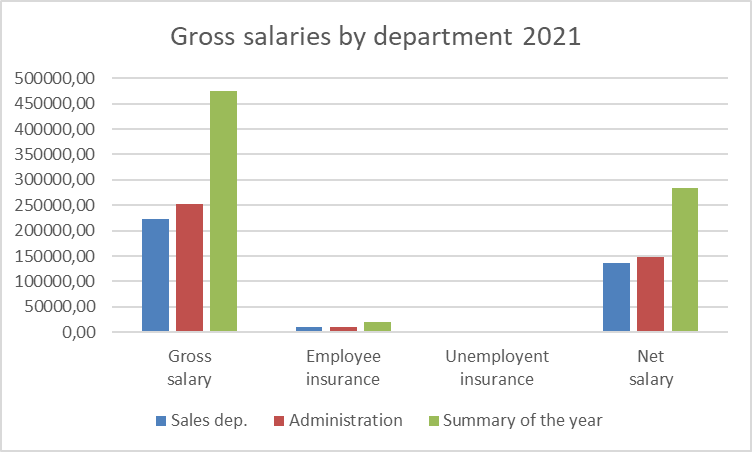 Gross salaries by department 2021
500000,00
450000,00
400000,00
350000,00
300000,00
250000,00
200000,00
150000,00
100000,00
50000,00
0,00
Gross
salary
Employee
insurance
Unemployent
insurance
Net
salary
Sales dep.
Administration
Summary of the year